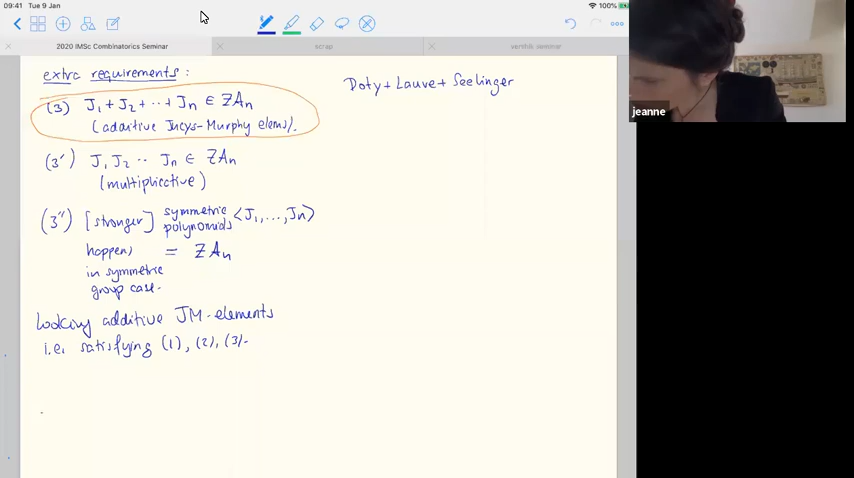 09:41 Tue 9 Jan
100%
2020 IMSc Combinatorics Seminar
scrap
verthik seminar
extra requirements :
Doty + Lauve + Seelinger
(3) J₁ + J₂ + ·· + Jn ∈ ZAn
(additive Jucys-Murphy elems).
(3') J₁ J₂ ·· Jn ∈ ZAn
(multiplicative)
(3'') [stronger] symmetric polynomials <J₁, ..., Jn>
happens = ZAn
in symmetric
group case.
Looking additive JM-elements
i.e. satisfying (1), (2), (3).
jeanne